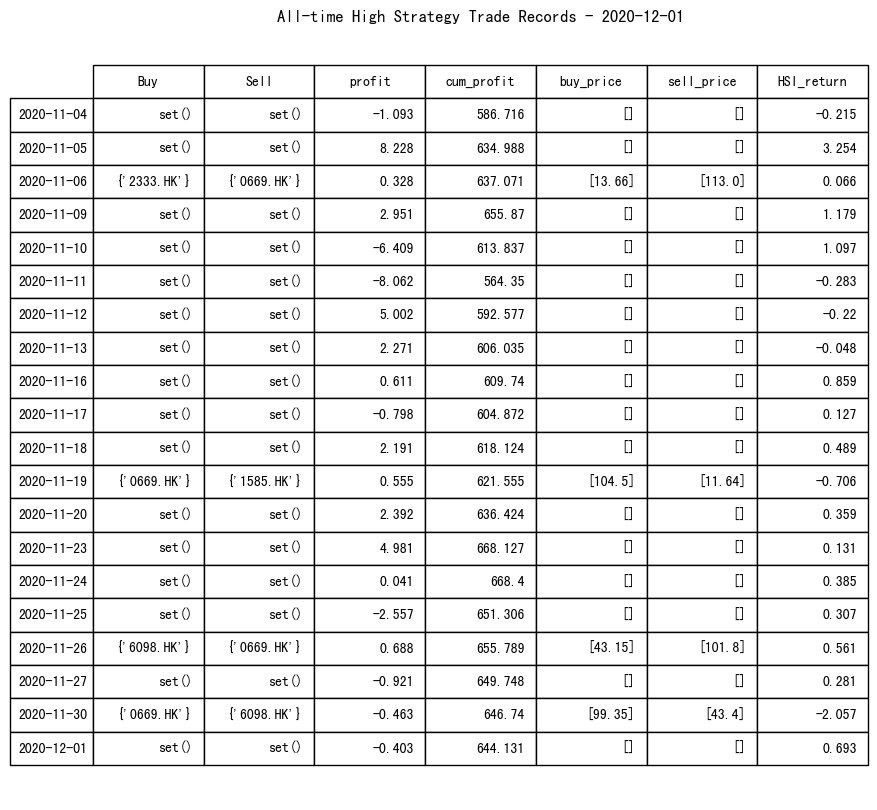 All-time High Strategy Trade Records - 2020-12-01
Buy Sell profit cum_profit buy_price sell_price HSI_return
2020-11-04 set() set() -1.093 586.716 [] [] -0.215
2020-11-05 set() set() 8.228 634.988 [] [] 3.254
2020-11-06 {'2333.HK'} {'0669.HK'} 0.328 637.071 [13.66] [113.0] 0.066
2020-11-09 set() set() 2.951 655.87 [] [] 1.179
2020-11-10 set() set() -6.409 613.837 [] [] 1.097
2020-11-11 set() set() -8.062 564.35 [] [] -0.283
2020-11-12 set() set() 5.002 592.577 [] [] -0.22
2020-11-13 set() set() 2.271 606.035 [] [] -0.048
2020-11-16 set() set() 0.611 609.74 [] [] 0.859
2020-11-17 set() set() -0.798 604.872 [] [] 0.127
2020-11-18 set() set() 2.191 618.124 [] [] 0.489
2020-11-19 {'0669.HK'} {'1585.HK'} 0.555 621.555 [104.5] [11.64] -0.706
2020-11-20 set() set() 2.392 636.424 [] [] 0.359
2020-11-23 set() set() 4.981 668.127 [] [] 0.131
2020-11-24 set() set() 0.041 668.4 [] [] 0.385
2020-11-25 set() set() -2.557 651.306 [] [] 0.307
2020-11-26 {'6098.HK'} {'0669.HK'} 0.688 655.789 [43.15] [101.8] 0.561
2020-11-27 set() set() -0.921 649.748 [] [] 0.281
2020-11-30 {'0669.HK'} {'6098.HK'} -0.463 646.74 [99.35] [43.4] -2.057
2020-12-01 set() set() -0.403 644.131 [] [] 0.693